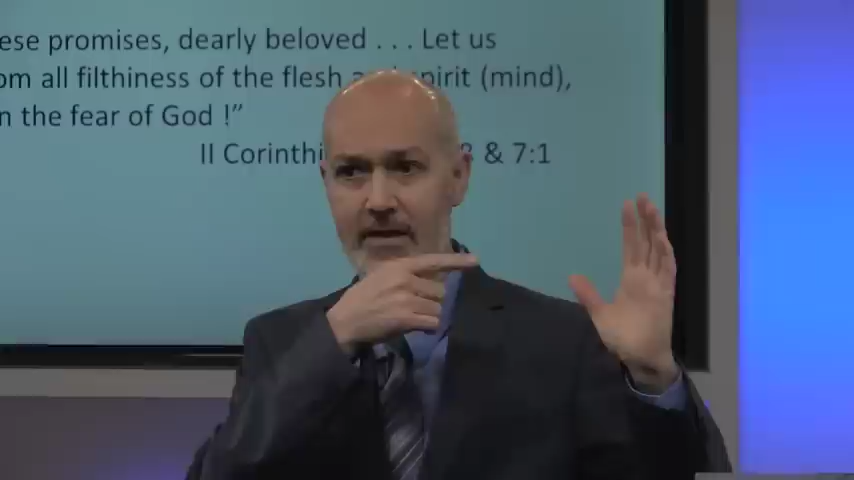 ese promises, dearly beloved . . . Let us
om all filthiness of the flesh spirit (mind),
n the fear of God !”
II Corinthi & 7:1